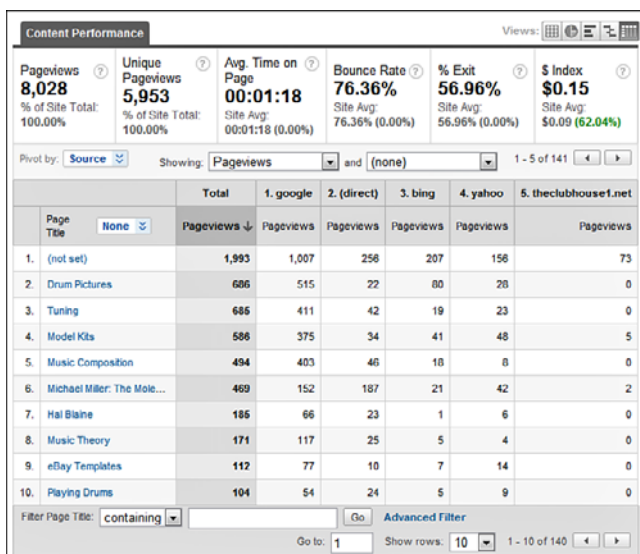 Content Performance
Views:
Pageviews ?
8,028
% of Site Total:
100.00%
Unique Pageviews ?
5,953
% of Site Total:
100.00%
Avg. Time on Page ?
00:01:18
Site Avg:
00:01:18 (0.00%)
Bounce Rate ?
76.36%
Site Avg:
76.36% (0.00%)
% Exit ?
56.96%
Site Avg:
56.96% (0.00%)
$ Index ?
$0.15
Site Avg:
$0.09 (62.04%)
Pivot by: Source Showing: Pageviews and (none) 1 - 5 of 141
Total 1. google 2. (direct) 3. bing 4. yahoo 5. theclubhouse1.net
Page Title None Pageviews ↓ Pageviews Pageviews Pageviews Pageviews Pageviews
1. (not set) 1,993 1,007 256 207 156 73
2. Drum Pictures 686 515 22 80 28 0
3. Tuning 685 411 42 19 23 0
4. Model Kits 586 375 34 41 48 5
5. Music Composition 494 403 46 18 8 0
6. Michael Miller: The Mole... 469 152 187 21 42 2
7. Hal Blaine 185 66 23 1 6 0
8. Music Theory 171 117 25 5 4 0
9. eBay Templates 112 77 10 7 14 0
10. Playing Drums 104 54 24 5 9 0
Filter Page Title: containing Go Advanced Filter
Go to: 1 Show rows: 10 1 - 10 of 140